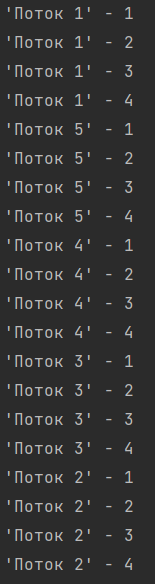 'Поток 1' - 1
'Поток 1' - 2
'Поток 1' - 3
'Поток 1' - 4
'Поток 5' - 1
'Поток 5' - 2
'Поток 5' - 3
'Поток 5' - 4
'Поток 4' - 1
'Поток 4' - 2
'Поток 4' - 3
'Поток 4' - 4
'Поток 3' - 1
'Поток 3' - 2
'Поток 3' - 3
'Поток 3' - 4
'Поток 2' - 1
'Поток 2' - 2
'Поток 2' - 3
'Поток 2' - 4